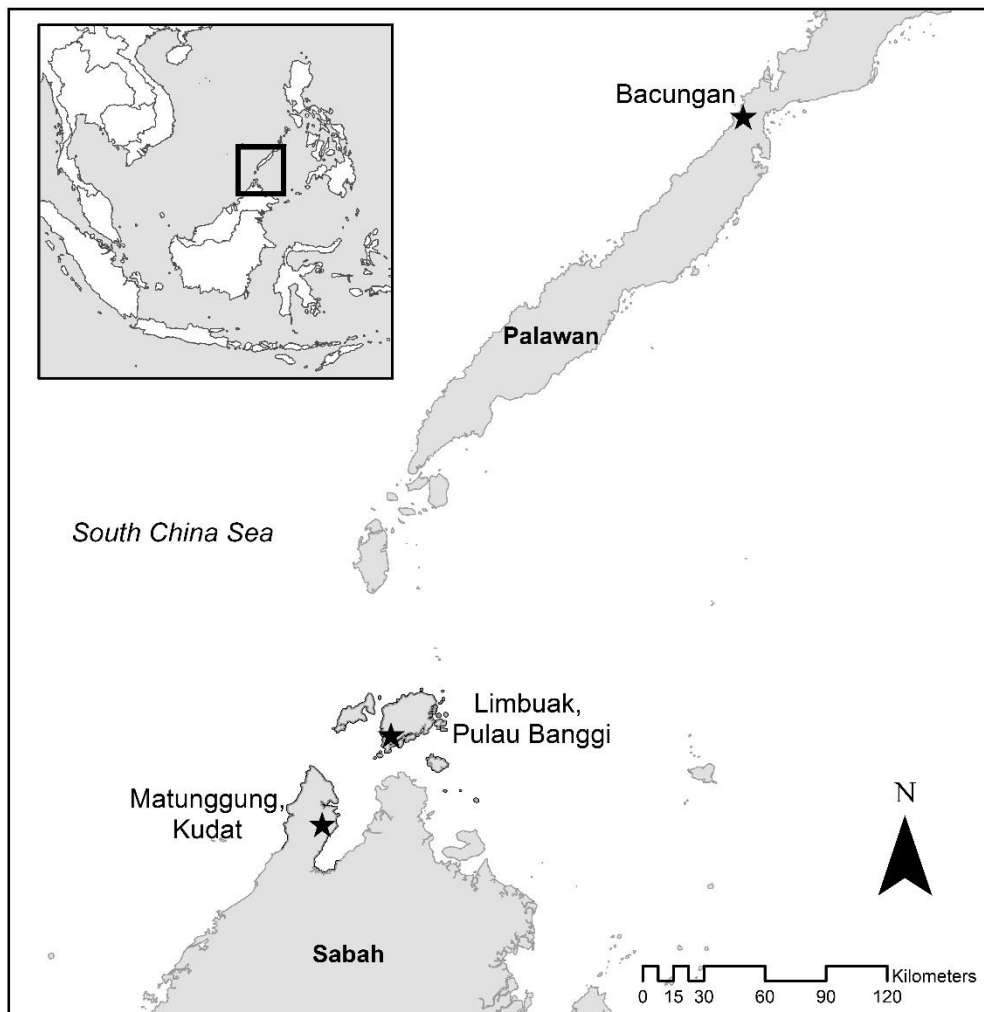 Bacungan
Palawan
South China Sea
Limbuak,
Pulau Banggi
Matunggung,
Kudat
N
Sabah
Kilometers
0 15 30 60 90 120